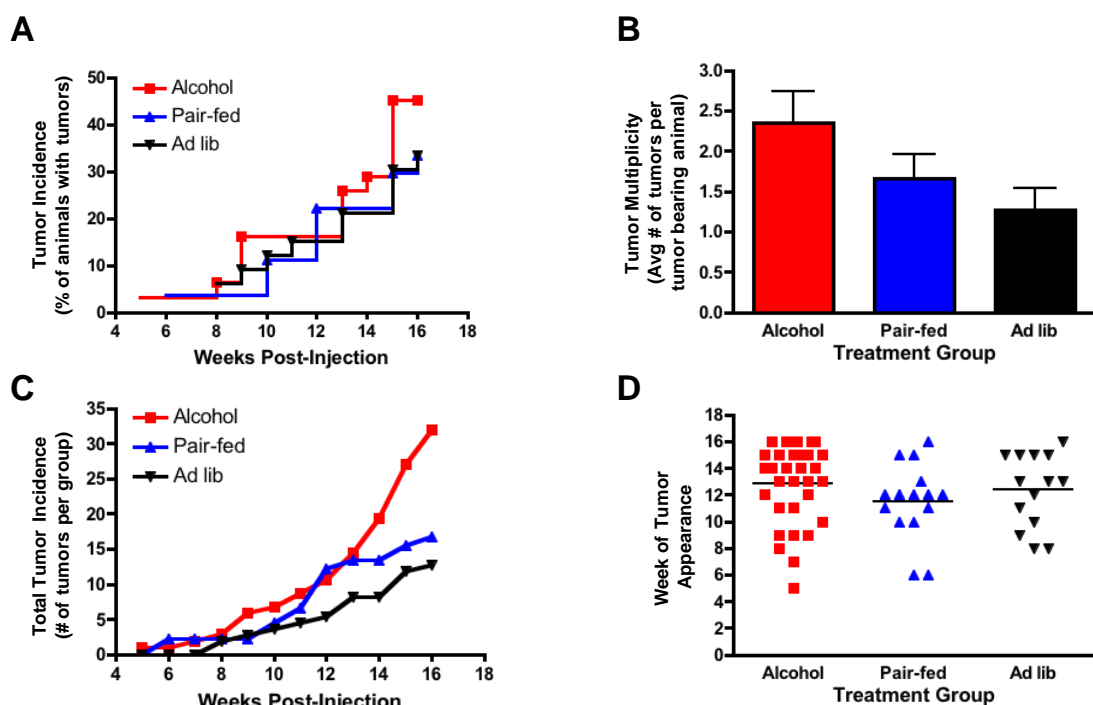 A
Tumor Incidence
(% of animals with tumors)
50
40
30
20
10
0
Alcohol
Pair-fed
Ad lib
4 6 8 10 12 14 16 18
Weeks Post-Injection
B
Tumor Multiplicity
(Avg # of tumors per
tumor bearing animal)
3.0
2.5
2.0
1.5
1.0
0.5
0.0
Alcohol Pair-fed Ad lib
Treatment Group
C
Total Tumor Incidence
(# of tumors per group)
35
30
25
20
15
10
5
0
Alcohol
Pair-fed
Ad lib
4 6 8 10 12 14 16 18
Weeks Post-Injection
D
Week of Tumor
Appearance
18
16
14
12
10
8
6
4
2
0
Alcohol Pair-fed Ad lib
Treatment Group